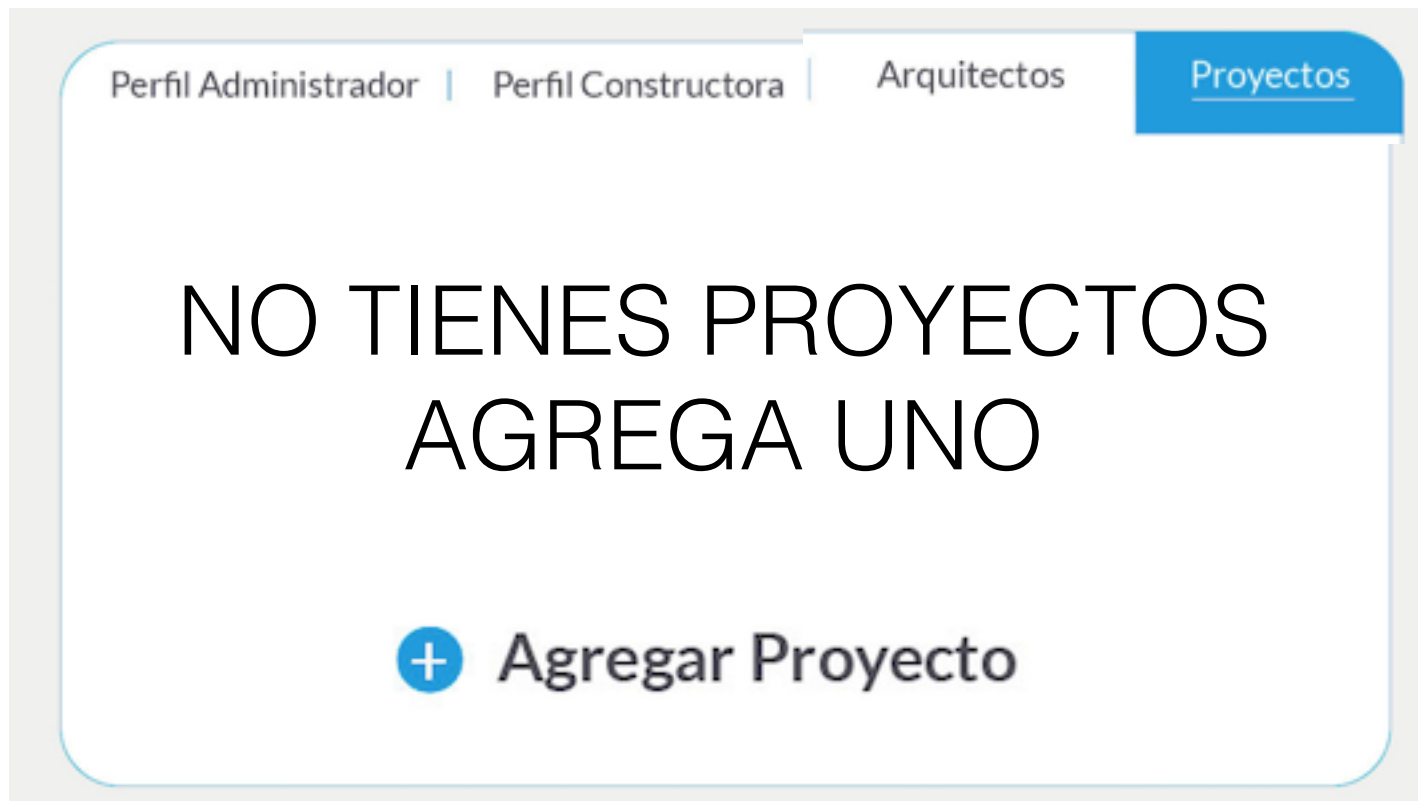 Perfil Administrador | Perfil Constructora | Arquitectos Proyectos
NO TIENES PROYECTOS
AGREGA UNO
+ Agregar Proyecto